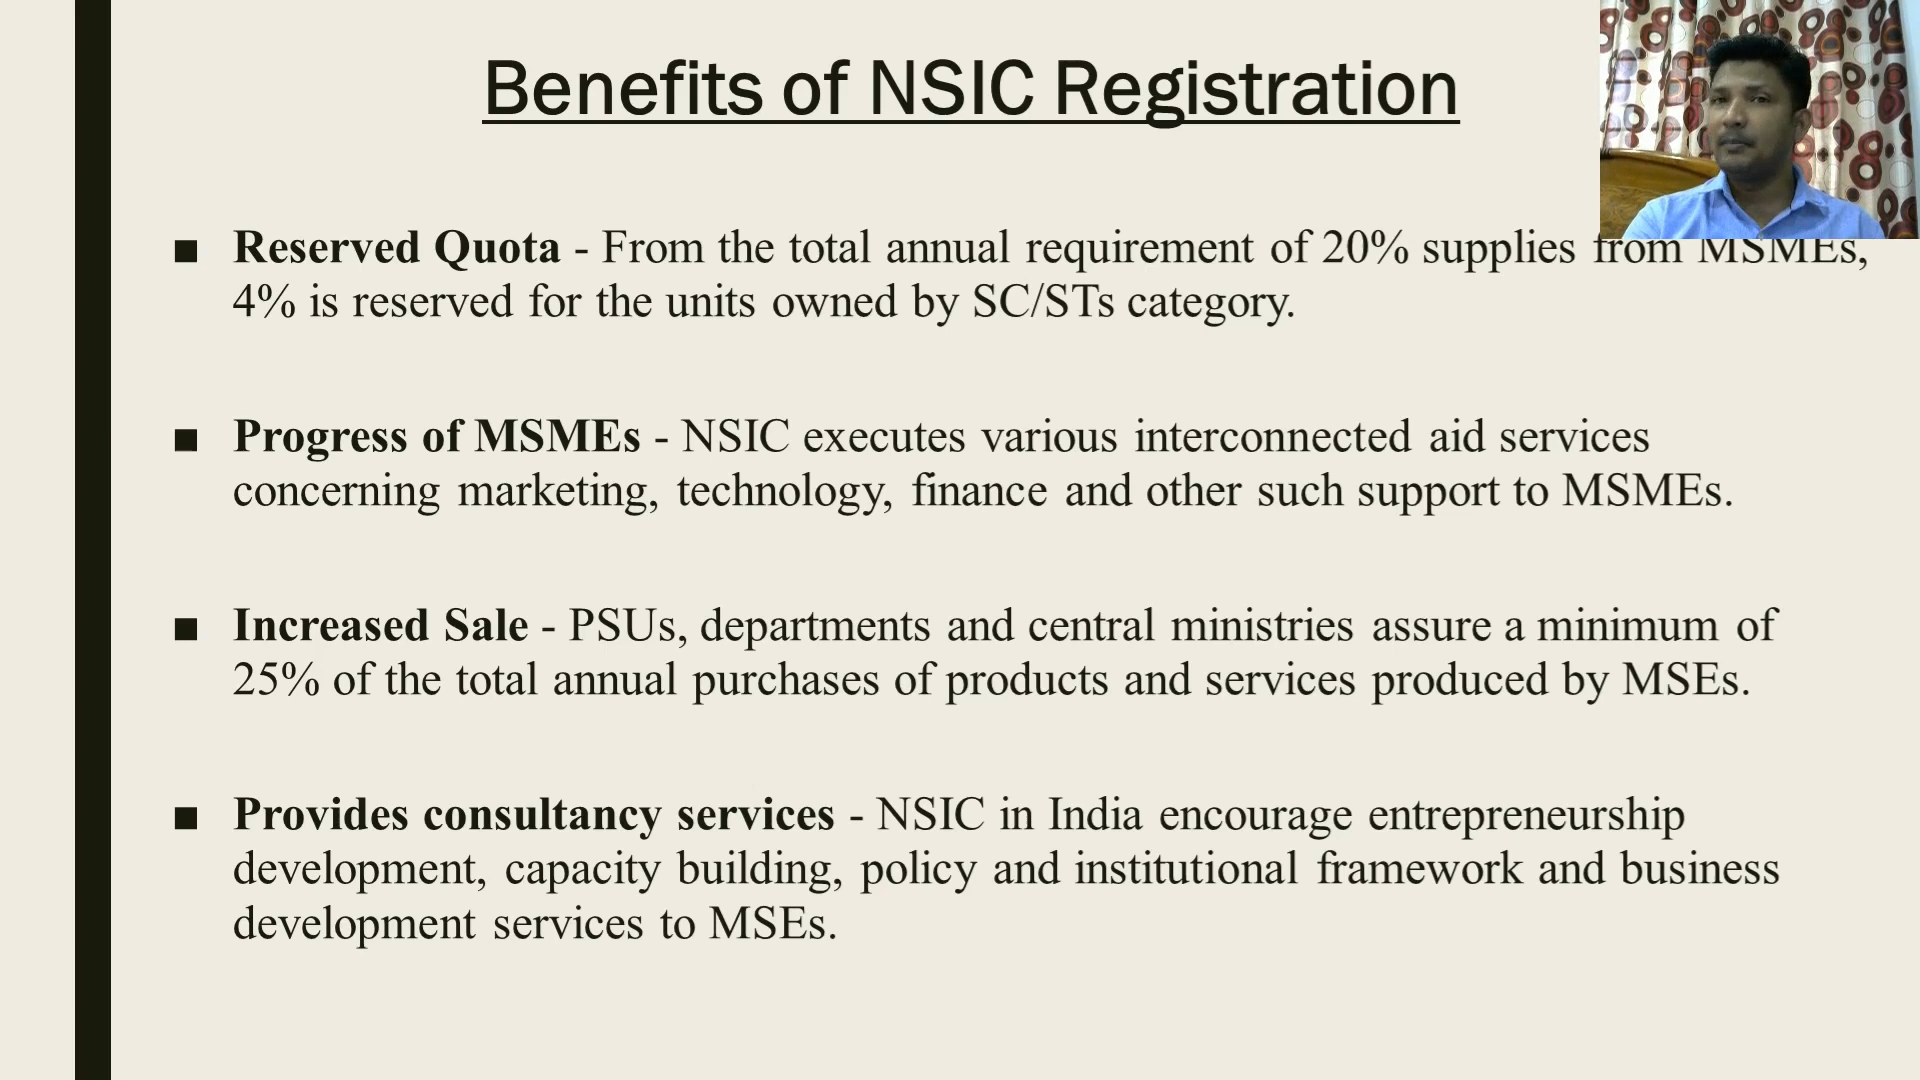 Benefits of NSIC Registration
■ Reserved Quota - From the total annual requirement of 20% supplies from MSMEs,
4% is reserved for the units owned by SC/STs category.
■ Progress of MSMEs - NSIC executes various interconnected aid services
concerning marketing, technology, finance and other such support to MSMEs.
■ Increased Sale - PSUs, departments and central ministries assure a minimum of
25% of the total annual purchases of products and services produced by MSEs.
■ Provides consultancy services - NSIC in India encourage entrepreneurship
development, capacity building, policy and institutional framework and business
development services to MSEs.